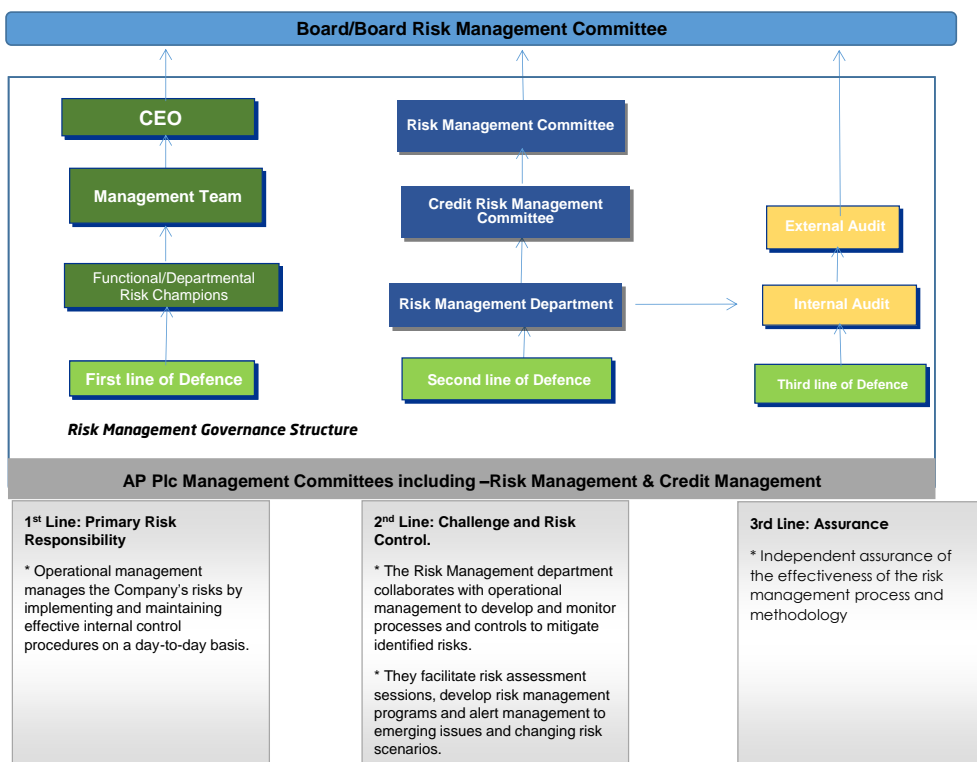 Board/Board Risk Management Committee
CEO
Management Team
Functional/Departmental
Risk Champions
First line of Defence
Risk Management Committee
Credit Risk Management
Committee
Risk Management Department
Second line of Defence
External Audit
Internal Audit
Third line of Defence
Risk Management Governance Structure
AP Plc Management Committees including –Risk Management & Credit Management
1st Line: Primary Risk
Responsibility
* Operational management
manages the Company’s risks by
implementing and maintaining
effective internal control
procedures on a day-to-day basis.
2nd Line: Challenge and Risk
Control.
* The Risk Management department
collaborates with operational
management to develop and monitor
processes and controls to mitigate
identified risks.
* They facilitate risk assessment
sessions, develop risk management
programs and alert management to
emerging issues and changing risk
scenarios.
3rd Line: Assurance
* Independent assurance of
the effectiveness of the risk
management process and
methodology